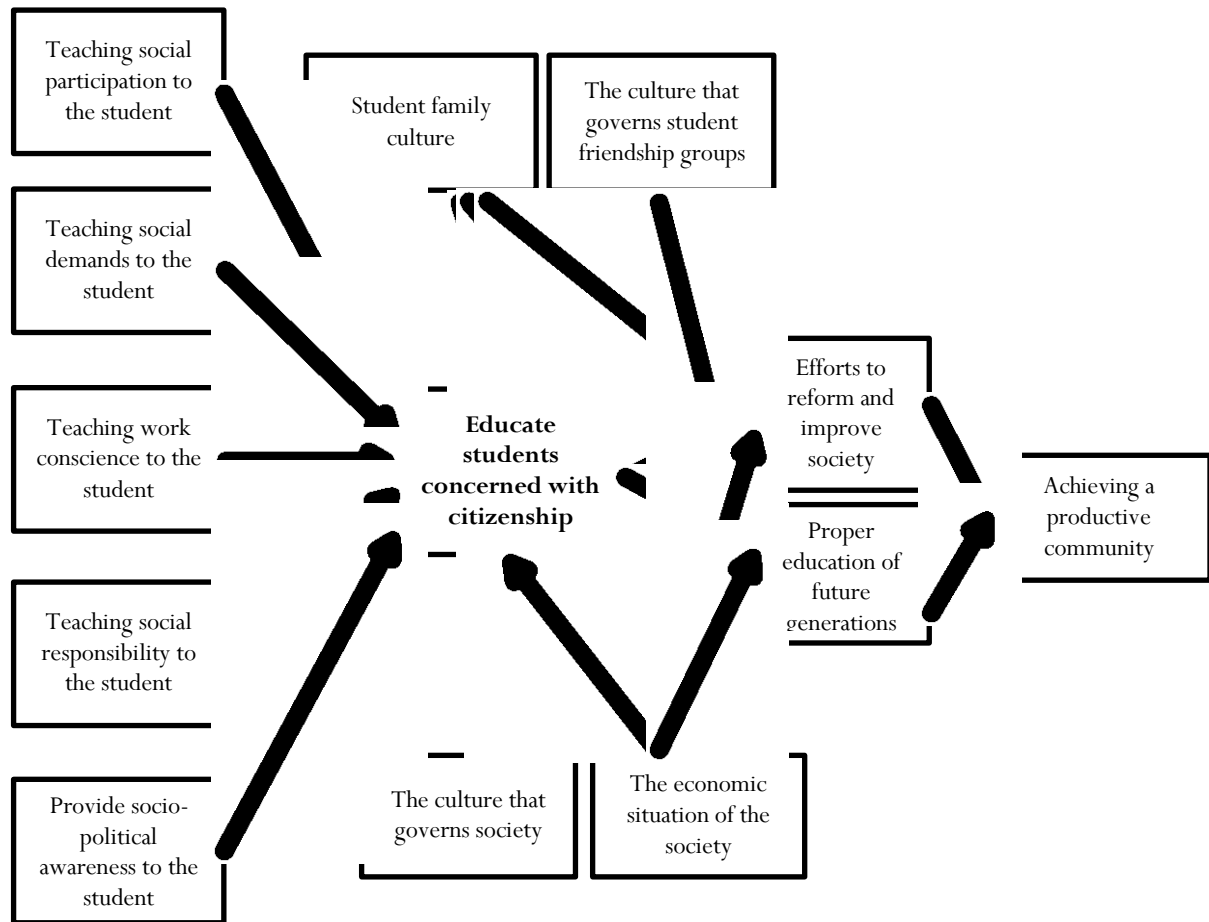 Teaching social
participation to
the student
Student family
culture
The culture that
governs student
friendship groups
Teaching social
demands to the
student
Teaching work
conscience to the
student
Educate
students
concerned with
citizenship
Efforts to
reform and
improve
society
Proper
education of
future
generations
Achieving a
productive
community
Teaching social
responsibility to
the student
Provide socio-
political
awareness to the
student
The culture that
governs society
The economic
situation of the
society